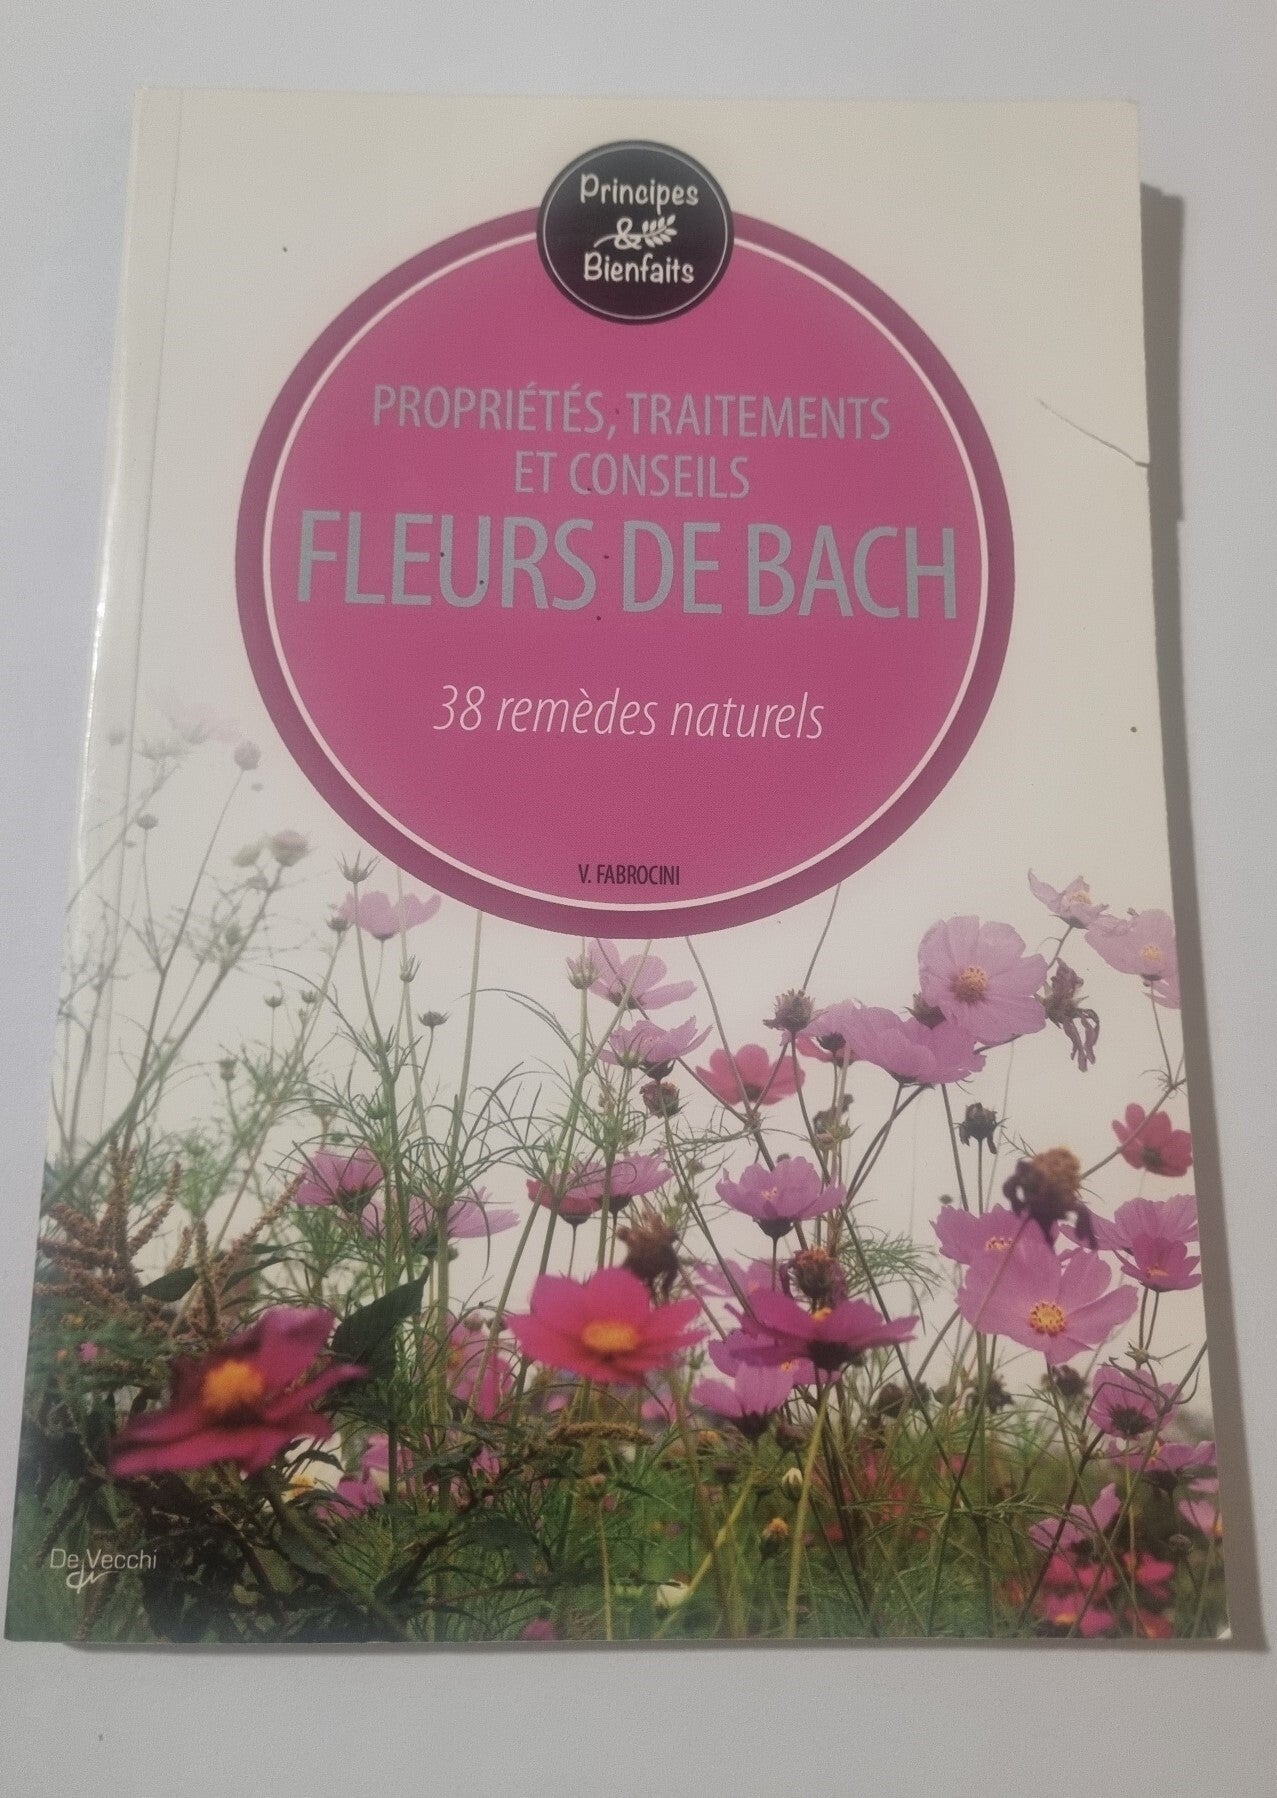 Principes
&
Bienfaits
PROPRIÉTÉS, TRAITEMENTS
ET CONSEILS
FLEURS DE BACH
38 remèdes naturels
V. FABROCINI
De Vecchi